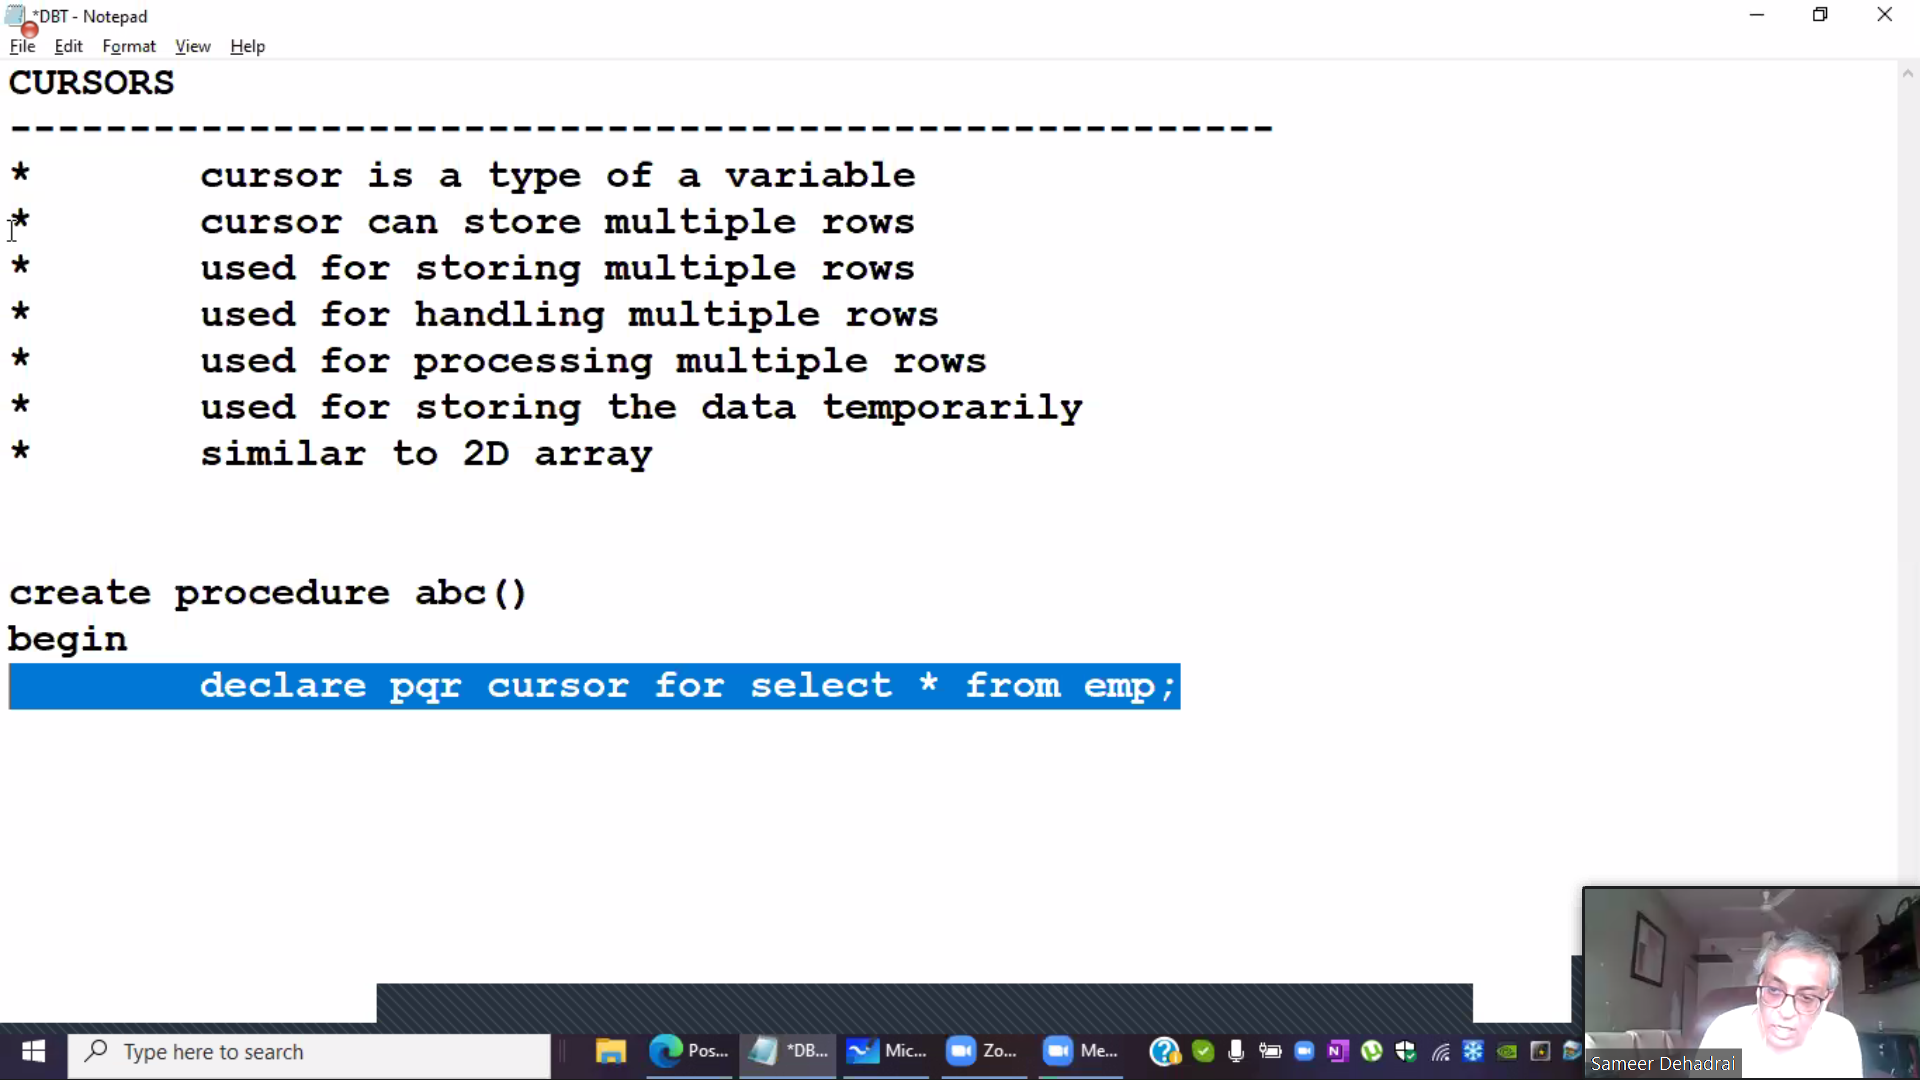 *DBT - Notepad
File Edit Format View Help
CURSORS
-----------------------------------------------------
* cursor is a type of a variable
* cursor can store multiple rows
* used for storing multiple rows
* used for handling multiple rows
* used for processing multiple rows
* used for storing the data temporarily
* similar to 2D array
create procedure abc()
begin
declare pqr cursor for select * from emp;
Type here to search
Pos...
*DB...
Mic...
Zo...
Me...
Sameer Dehadrai